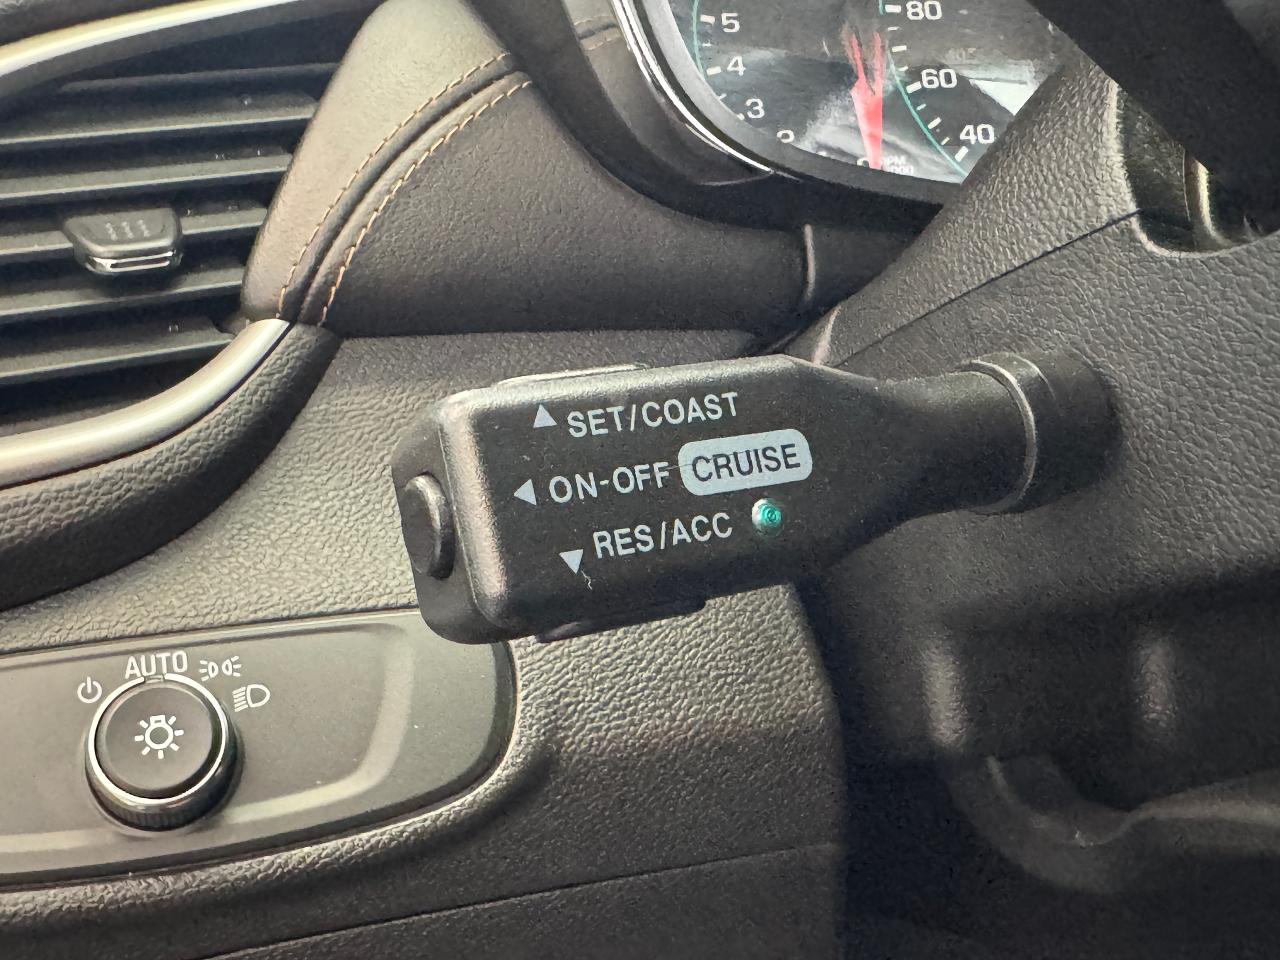 5
4
3
80
60
40
SET/COAST
ON-OFF CRUISE
RES/ACC
AUTO